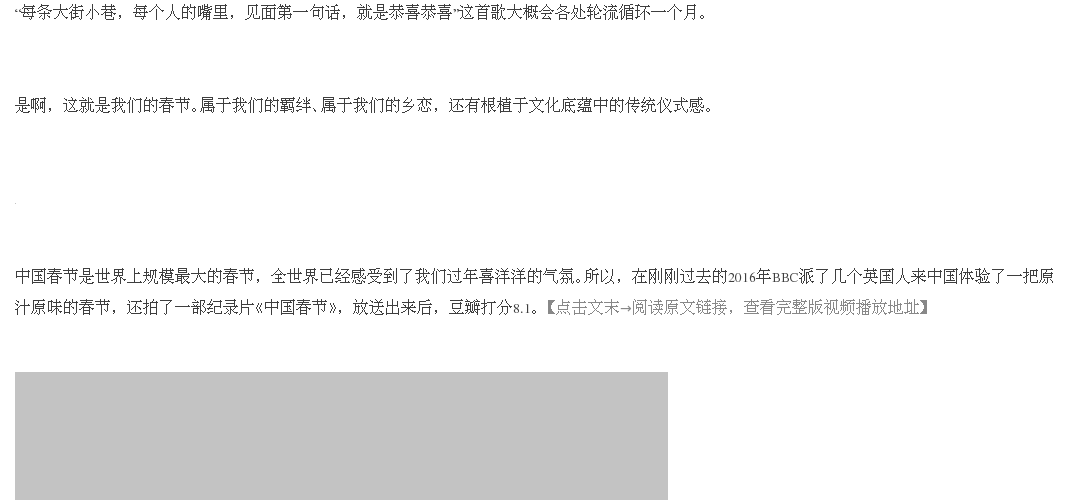 “每条大街小巷，每个人的嘴里，见面第一句话，就是恭喜恭喜”这首歌大概会各处轮流循环一个月。
是啊，这就是我们的春节。属于我们的羁绊、属于我们的乡恋，还有根植于文化底蕴中的传统仪式感。
中国春节是世界上规模最大的春节，全世界已经感受到了我们过年喜洋洋的气氛。所以，在刚刚过去的2016年BBC派了几个英国人来中国体验了一把原
汁原味的春节，还拍了一部纪录片《中国春节》，放送出来后，豆瓣打分8.1。【点击文末→阅读原文链接，查看完整版视频播放地址】